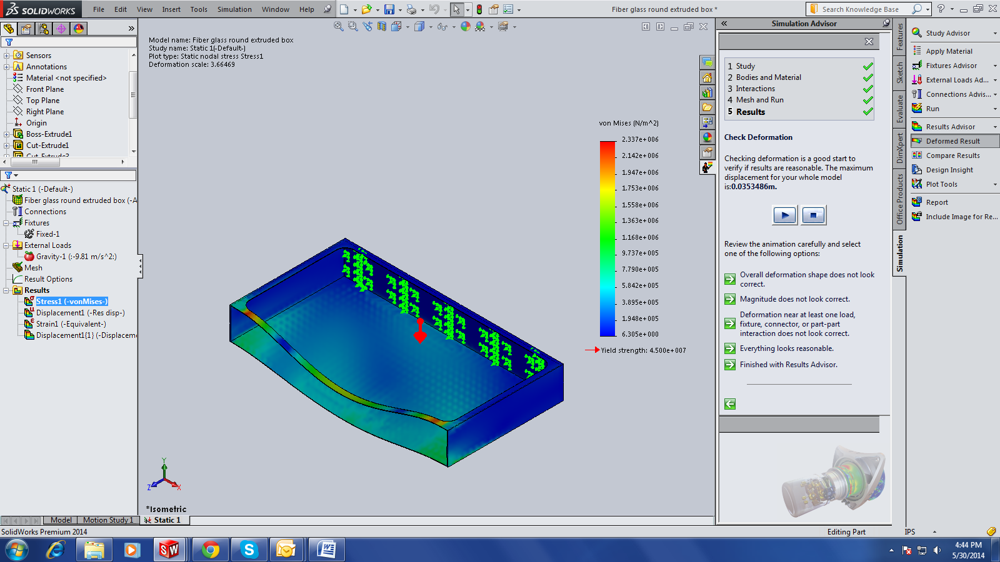 SOLIDWORKS
File Edit View Insert Tools Simulation Window Help
Fiber glass round extruded box *
Search Knowledge Base
Sensors
Annotations
Material <not specified>
Front Plane
Top Plane
Right Plane
Origin
Boss-Extrude1
Cut-Extrude1
Static 1 (-Default-)
Fiber glass round extruded box (-A
Connections
Fixtures
Fixed-1
External Loads
Gravity-1 (:-9.81 m/s^2:)
Mesh
Result Options
Results
Stress1 (-vonMises-)
Displacement1 (-Res disp-)
Strain1 (-Equivalent-)
Displacement1{1} (-Displacem
Model name: Fiber glass round extruded box
Study name: Static 1(-Default-)
Plot type: Static nodal stress Stress1
Deformation scale: 3.66469
von Mises (N/m^2)
2.337e+006
2.142e+006
1.947e+006
1.753e+006
1.558e+006
1.363e+006
1.168e+006
9.737e+005
7.790e+005
5.842e+005
3.895e+005
1.948e+005
6.305e+000
Yield strength: 4.500e+007
Y
Z
X
*Isometric
Simulation Advisor
1 Study
2 Bodies and Material
3 Interactions
4 Mesh and Run
5 Results
Check Deformation
Checking deformation is a good start to
verify if results are reasonable. The maximum
displacement for your whole model
is:0.0353486m.
Review the animation carefully and select
one of the following options:
Overall deformation shape does not look
correct.
Magnitude does not look correct.
Deformation near at least one load,
fixture, connector, or part-part
interaction does not look correct.
Everything looks reasonable.
Finished with Results Advisor.
Features
Sketch
Evaluate
DimXpert
Office Products
Simulation
Study Advisor
Apply Material
Fixtures Advisor
External Loads Ad...
Connections Advis...
Run
Results Advisor
Deformed Result
Compare Results
Design Insight
Plot Tools
Report
Include Image for Re...
Model
Motion Study 1
Static 1
SolidWorks Premium 2014
Editing Part
IPS
4:44 PM
5/30/2014